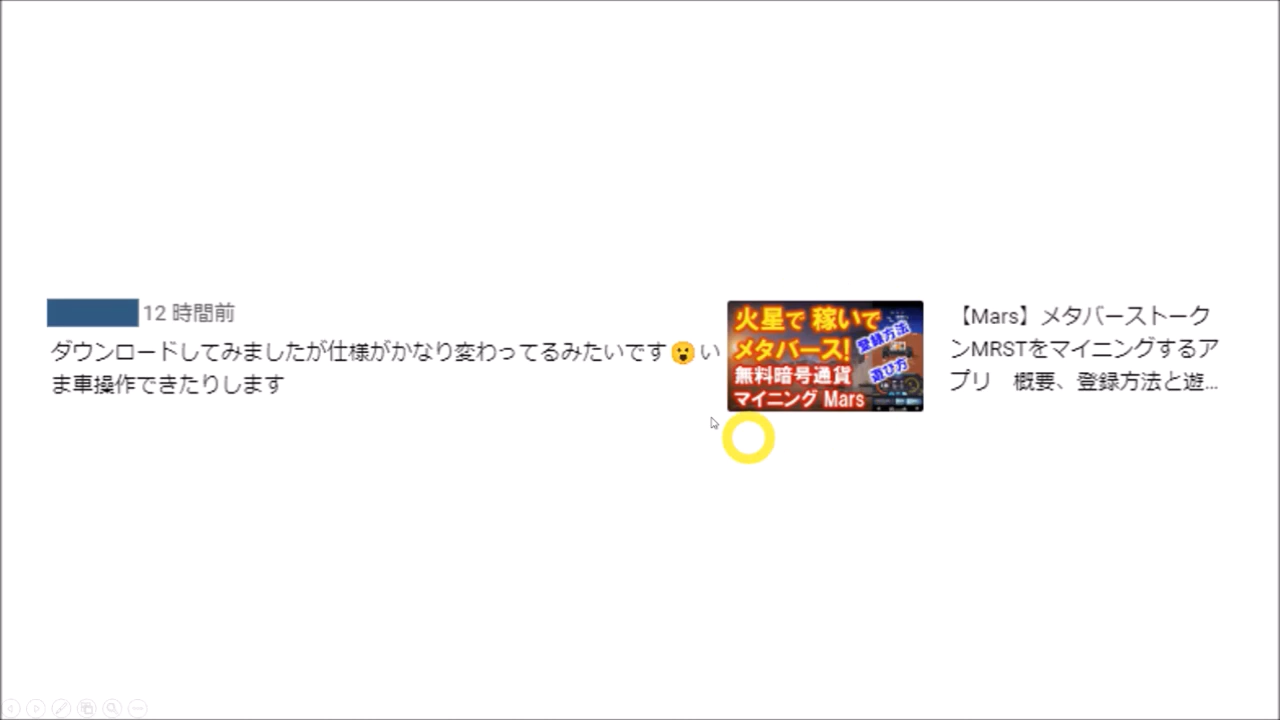 12 時間前
ダウンロードしてみましたが仕様がかなり変わってるみたいです😮い
ま車操作できたりします
火星で 稼いで
メタバース!
登録方法
無料暗号通貨
遊び方
マイニング Mars
【Mars】メタバーストーク
ンMRSTをマイニングするア
プリ　概要、登録方法と遊...